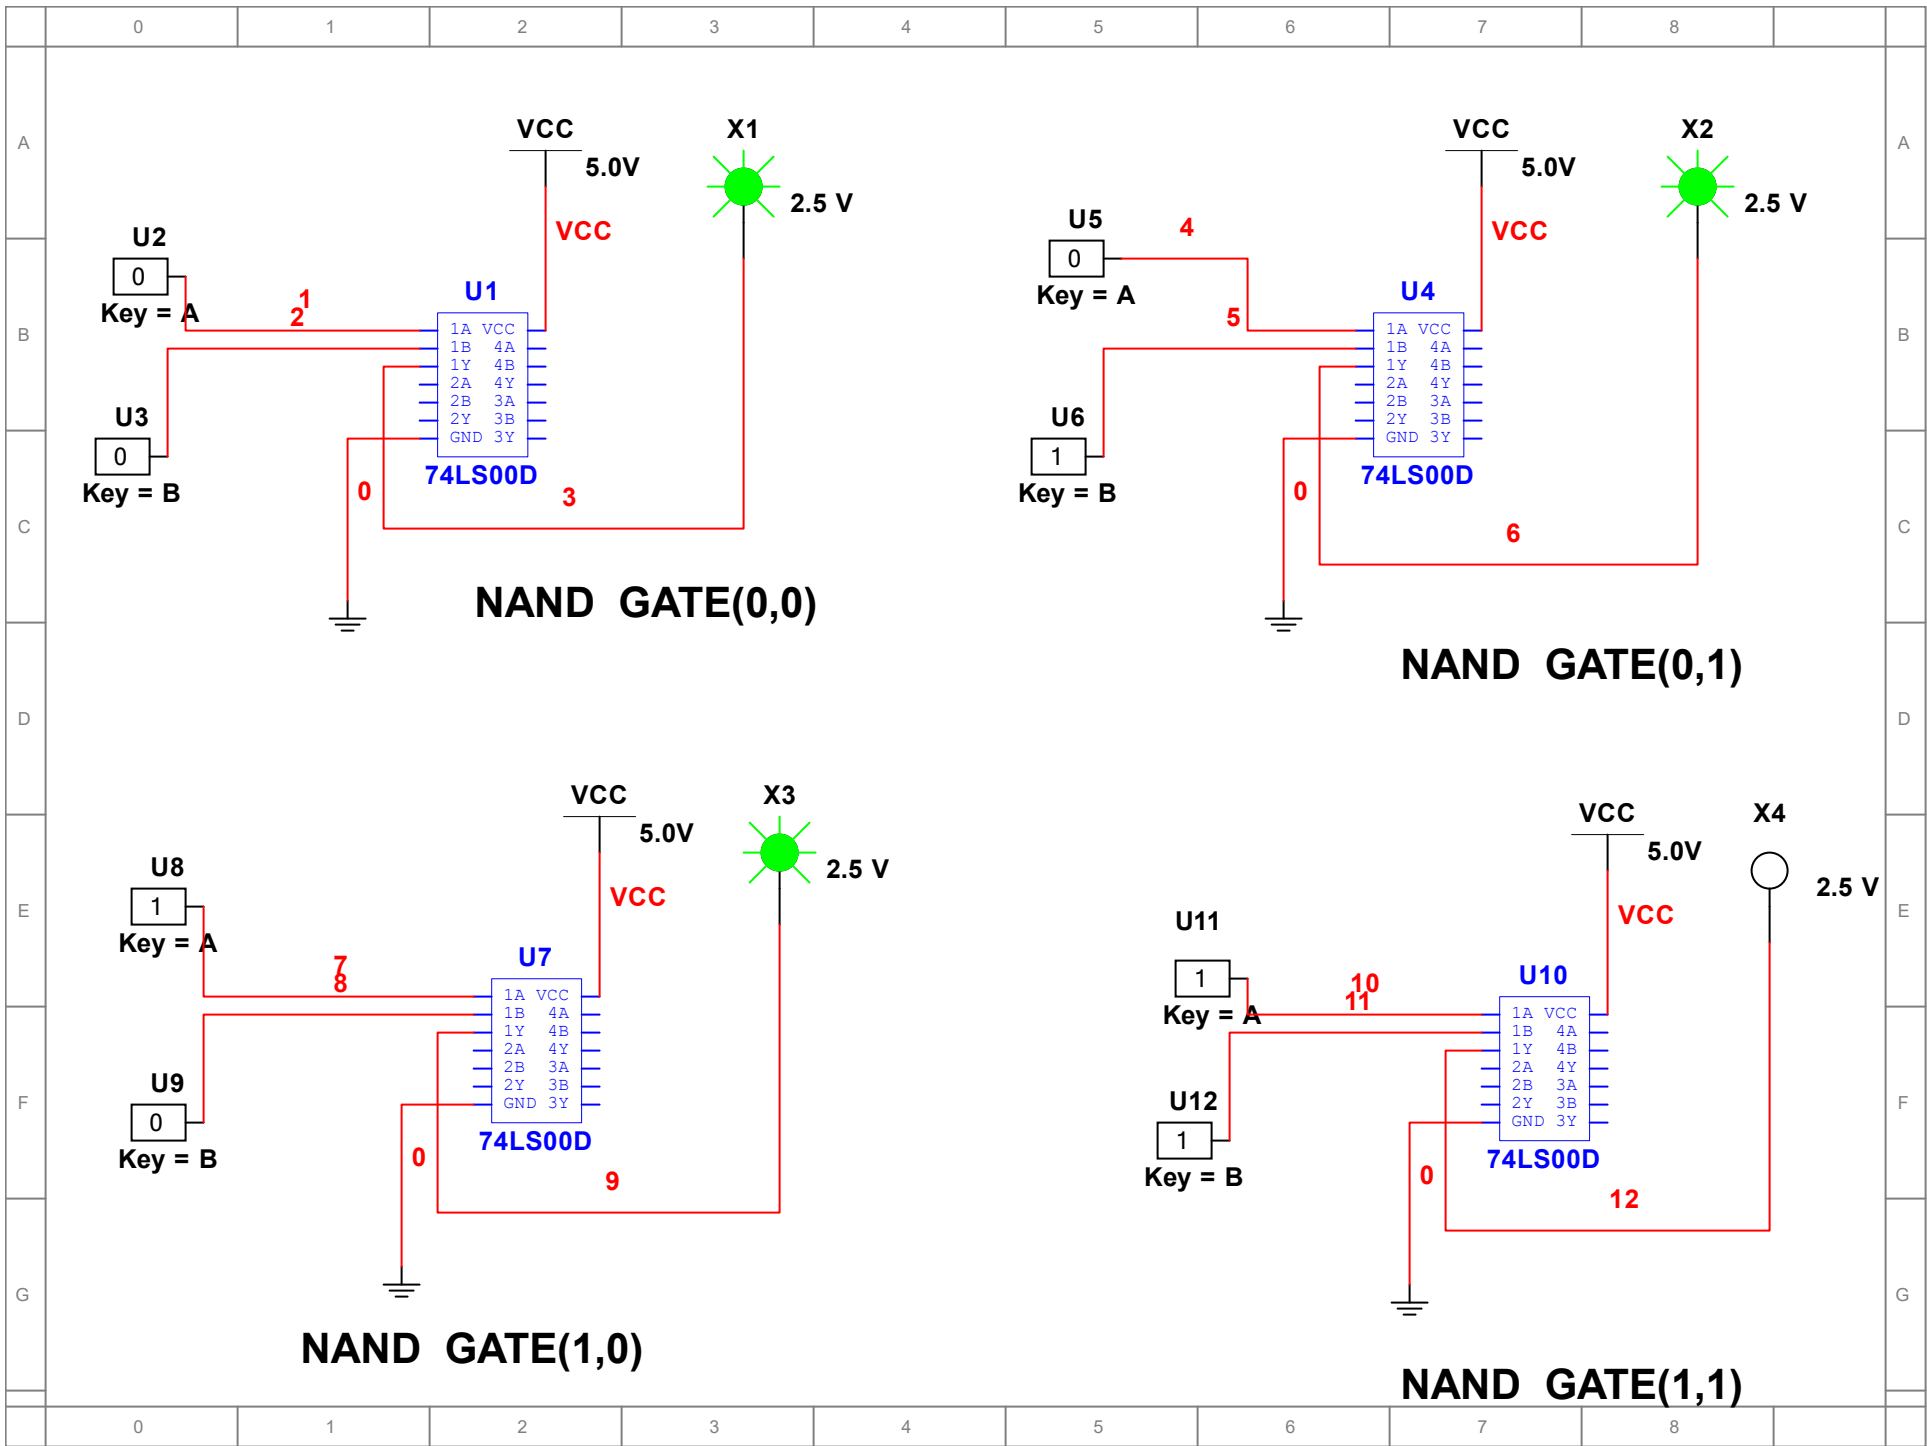 0 1 2 3 4 5 6 7 8
A A
B B
C C
D D
E E
F F
G G
VCC
5.0V
VCC
X1
2.5 V
U2
0
Key = A
1
2
U1
1A VCC
1B 4A
1Y 4B
2A 4Y
2B 3A
2Y 3B
GND 3Y
74LS00D
U3
0
Key = B
0
3
NAND GATE(0,0)
VCC
5.0V
VCC
X2
2.5 V
U5
0
Key = A
4
5
U4
1A VCC
1B 4A
1Y 4B
2A 4Y
2B 3A
2Y 3B
GND 3Y
74LS00D
U6
1
Key = B
0
6
NAND GATE(0,1)
VCC
5.0V
VCC
X3
2.5 V
U8
1
Key = A
7
8
U7
1A VCC
1B 4A
1Y 4B
2A 4Y
2B 3A
2Y 3B
GND 3Y
74LS00D
U9
0
Key = B
0
9
NAND GATE(1,0)
VCC
5.0V
VCC
X4
2.5 V
U11
1
Key = A
10
11
U10
1A VCC
1B 4A
1Y 4B
2A 4Y
2B 3A
2Y 3B
GND 3Y
74LS00D
U12
1
Key = B
0
12
NAND GATE(1,1)
0 1 2 3 4 5 6 7 8